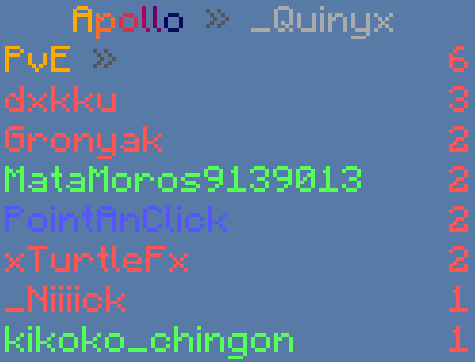 Apollo » _Quinyx
PvE » 6
dxkku 3
Gronyak 2
MataMoros9139013 2
PointAnClick 2
xTurtleFx 2
_Niiiick 1
kikoko_chingon 1